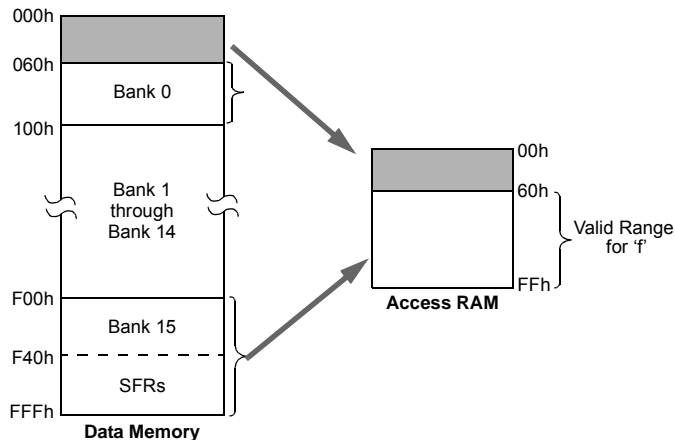 000h
060h
Bank 0
100h
Bank 1
through
Bank 14
F00h
Bank 15
F40h
SFRs
FFFh
Data Memory
00h
60h
Valid Range
for ‘f’
FFh
Access RAM